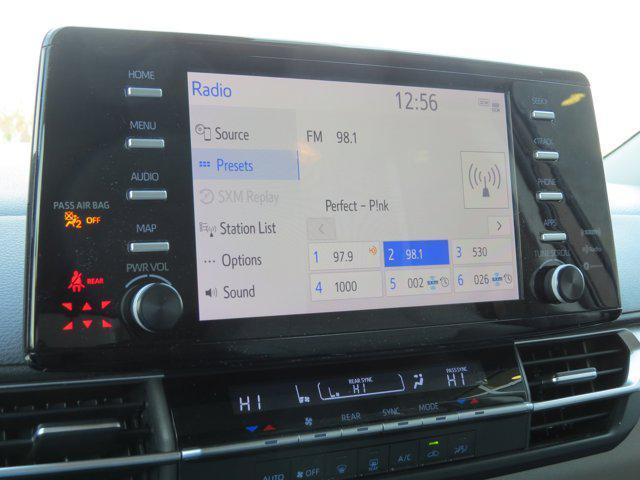 HOME
MENU
AUDIO
MAP
PWR VOL
PASS AIR BAG
2 OFF
REAR
Radio
12:56
Source
Presets
SXM Replay
Station List
Options
Sound
FM 98.1
Perfect - P!nk
1 97.9
2 98.1
3 530
4 1000
5 002 SXM
6 026 SXM
SEEK>
<TRACK
PHONE
APPS
TUNE SCROLL
HI
REAR SYNC
HI
PASS SYNC
HI
REAR
SYNC
MODE
AUTO
OFF
A/C